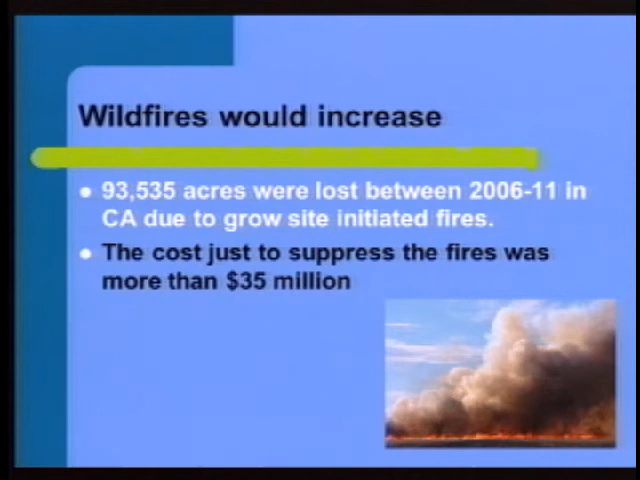 Wildfires would increase
93,535 acres were lost between 2006-11 in
CA due to grow site initiated fires.
The cost just to suppress the fires was
more than $35 million